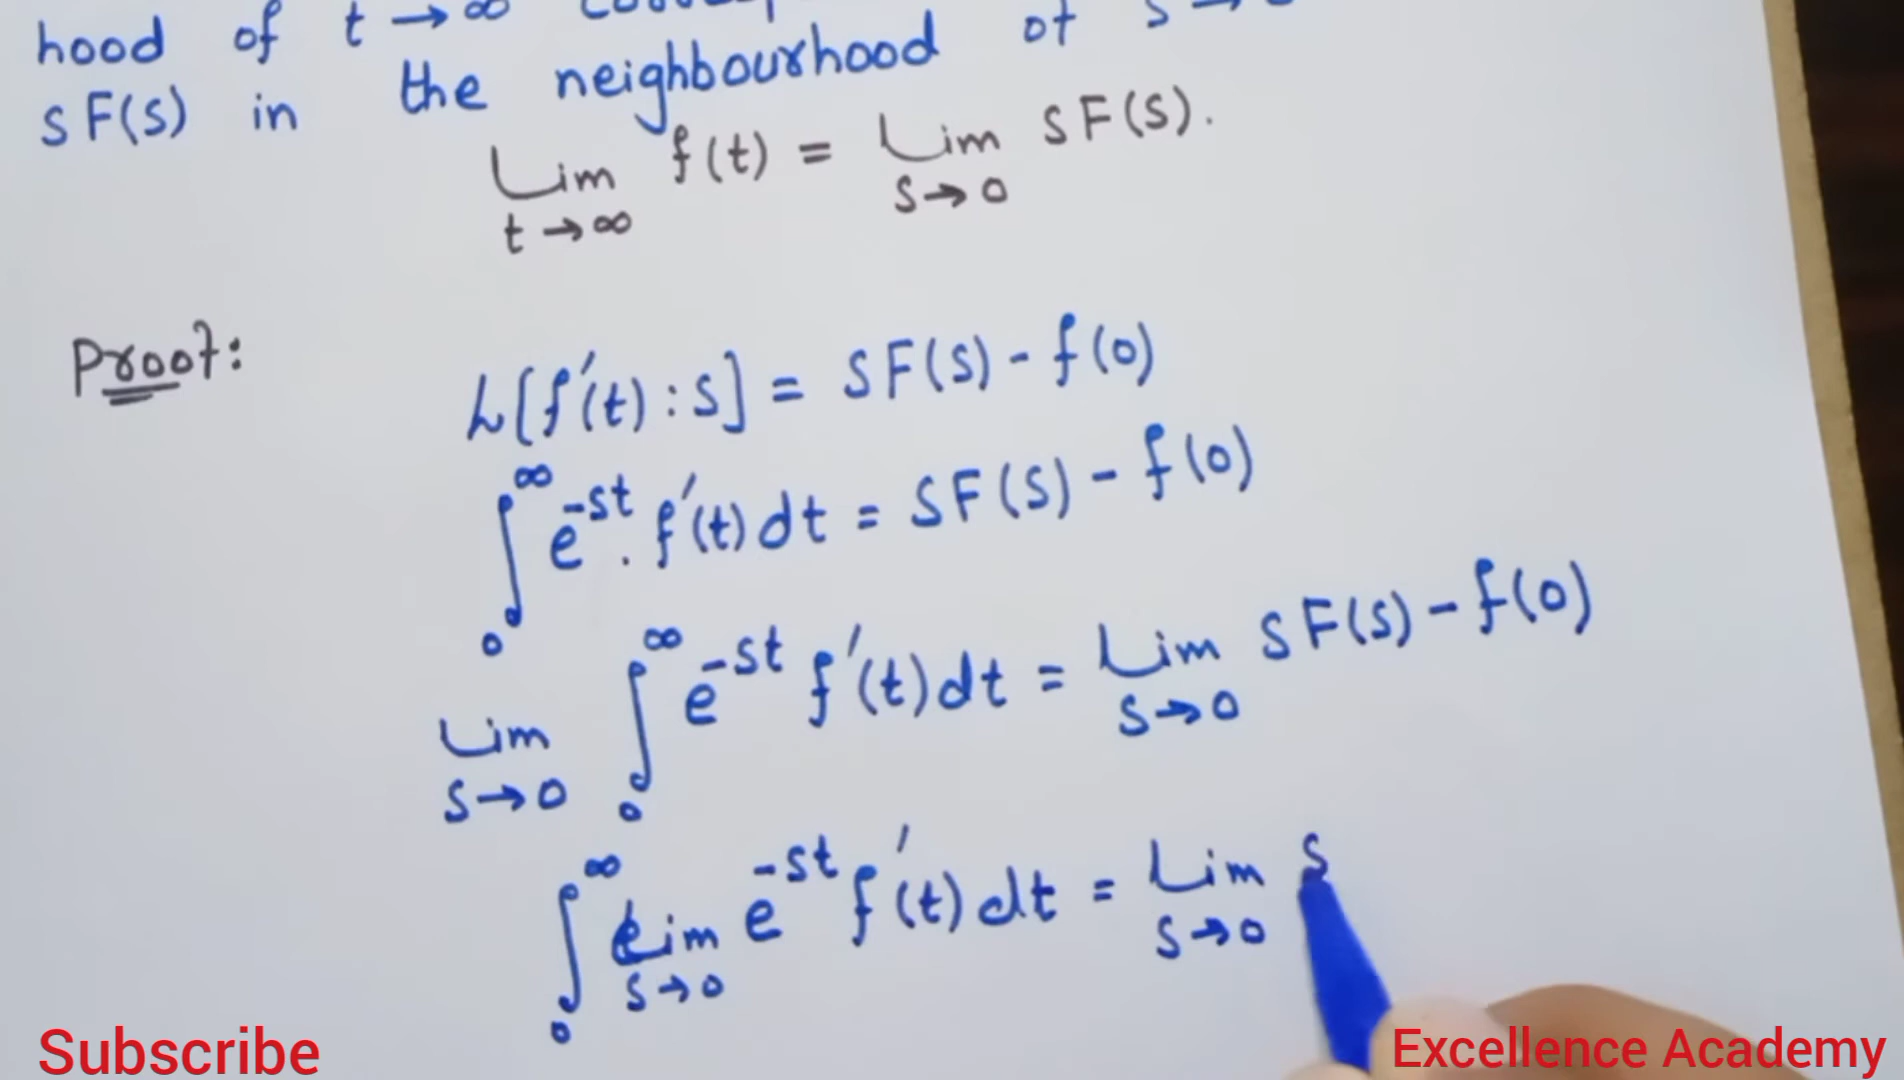 hood of t → ∞
sF(s) in the neighbourhood of s →
Lim f(t) = Lim sF(s).
t→∞ s→0
Proof:
L[f'(t):s] = sF(s) - f(0)
∫₀^∞ e^-st . f'(t)dt = sF(s) - f(0)
Lim ∫₀^∞ e^-st f'(t)dt = Lim sF(s) - f(0)
s→0 s→0
∫₀^∞ Lim e^-st f'(t)dt = Lim s
s→0 s→0
Subscribe
Excellence Academy